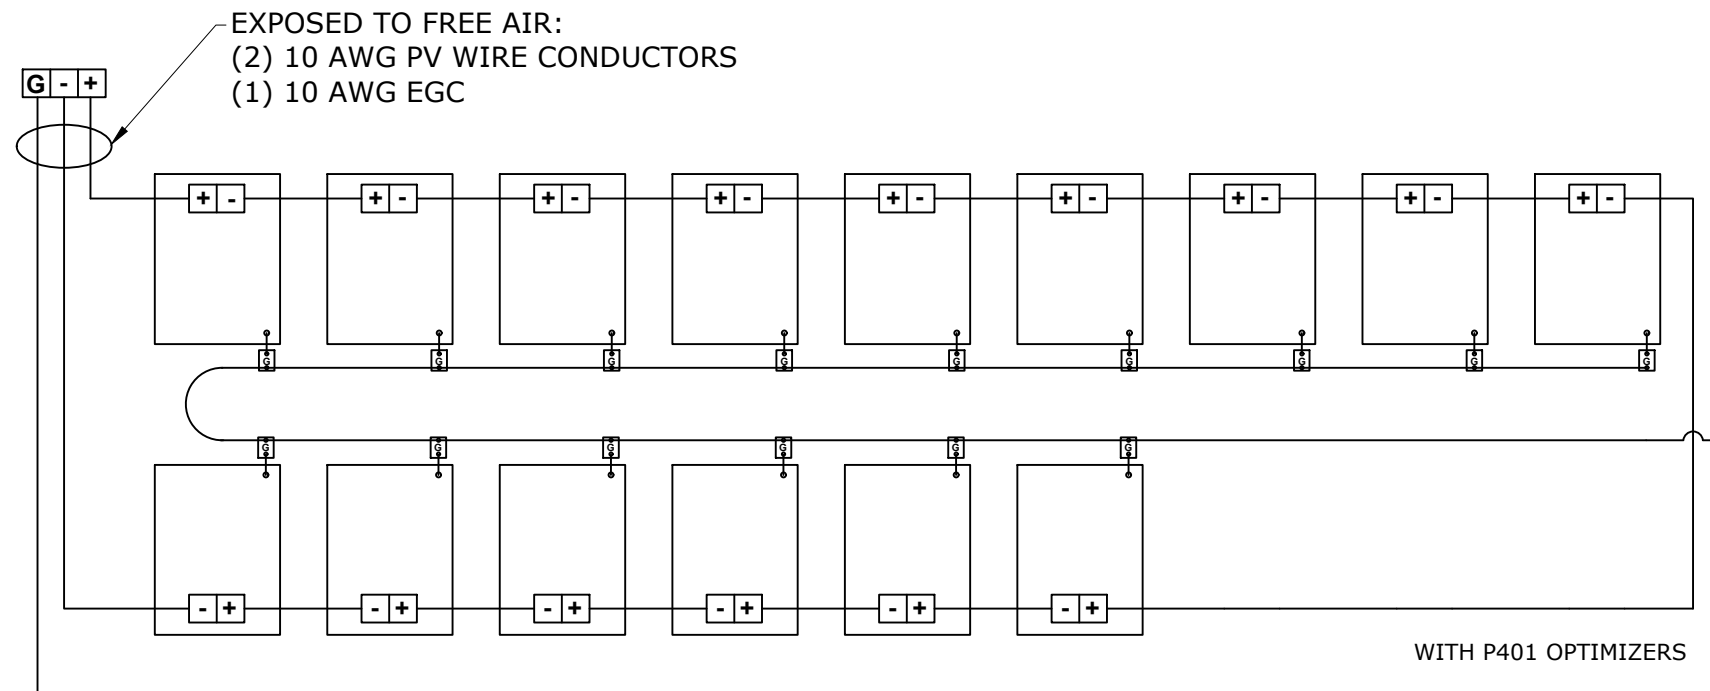 EXPOSED TO FREE AIR:
(2) 10 AWG PV WIRE CONDUCTORS
(1) 10 AWG EGC
G - +
+ - + - + - + - + - + - + - + - + -
G G G G G G G G G
G G G G G G
- + - + - + - + - + - +
WITH P401 OPTIMIZERS